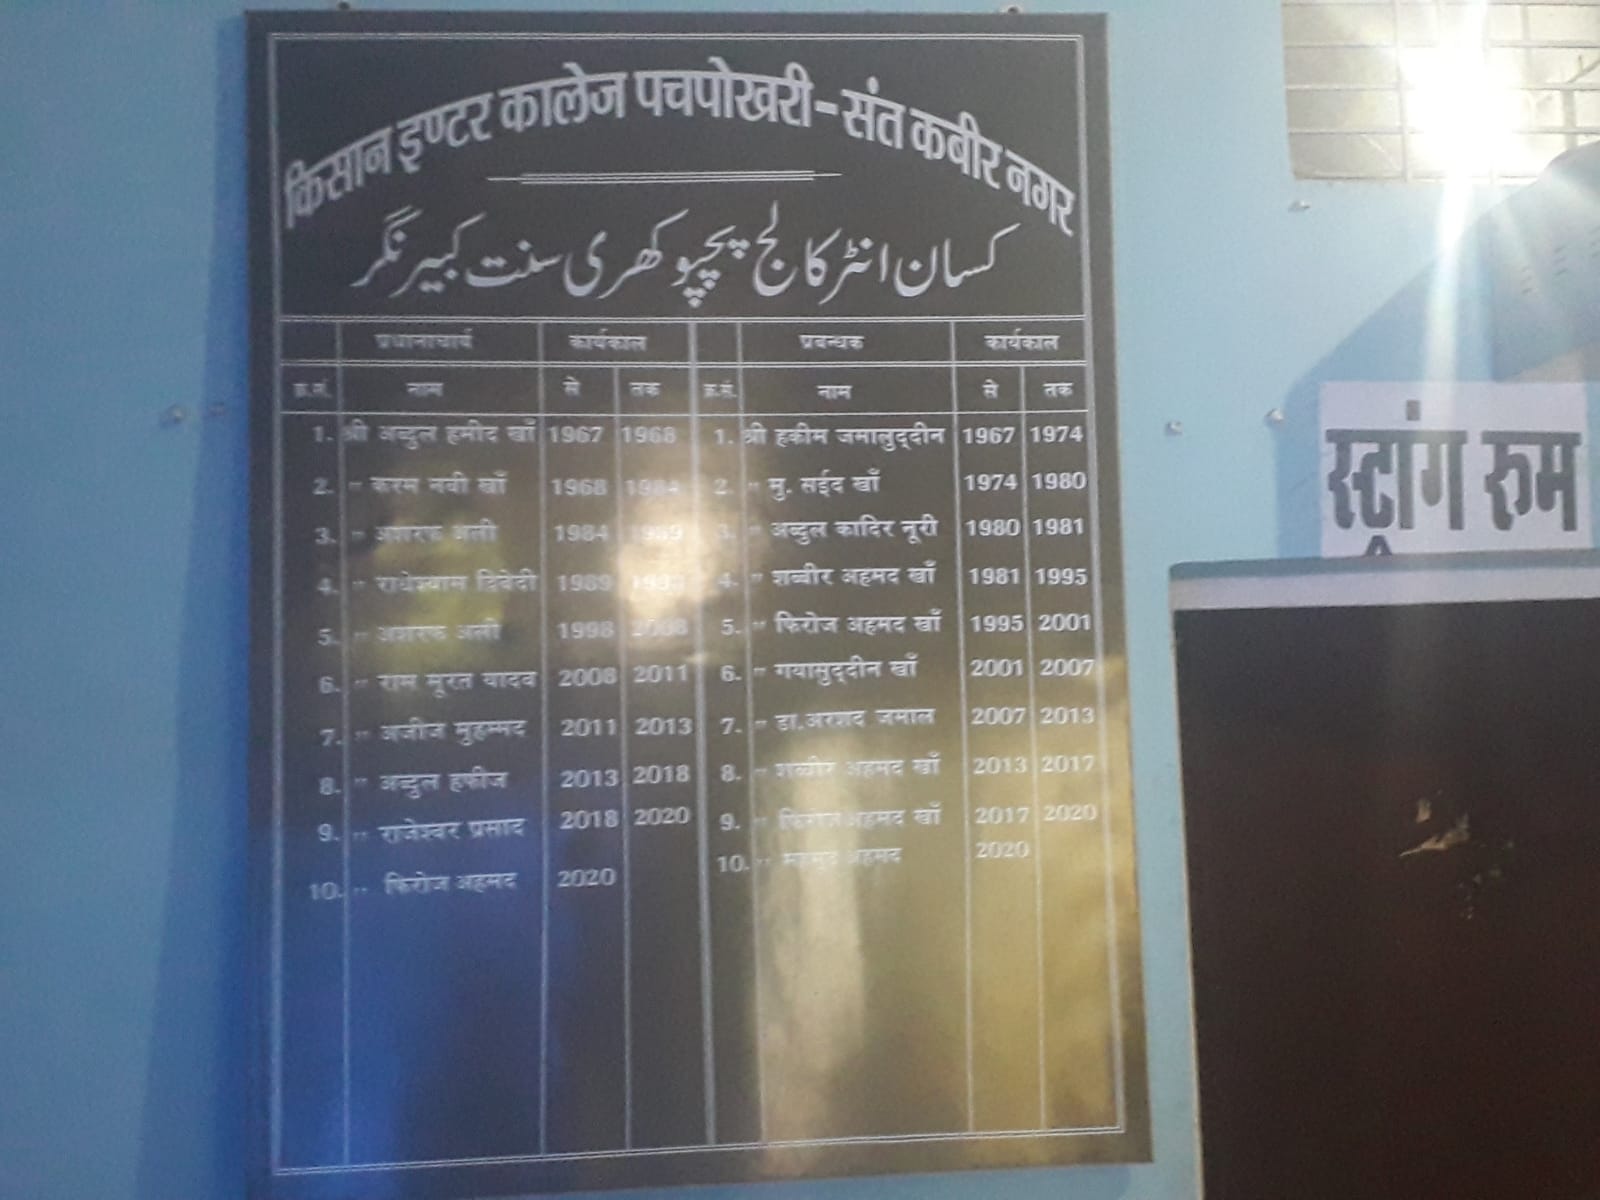 किसान इण्टर कालेज पचपोखरी-संत कबीर नगर
کسان انٹر کالج پچپوکھری سنت کبیر نگر
प्रधानाचार्य कार्यकाल प्रबन्धक कार्यकाल
क्र.सं. नाम से तक क्र.सं. नाम से तक
1. श्री अब्दुल हमीद खाँ 1967 1968 1. श्री हकीम जमालुद्दीन 1967 1974
2. " करम नबी खाँ 1968 1984 2. " मु. सईद खाँ 1974 1980
3. " अशरफ अली 1984 1989 3. " अब्दुल कादिर नूरी 1980 1981
4. " राधेश्याम द्विवेदी 1989 4. " शब्बीर अहमद खाँ 1981 1995
5. " अशरफ अली 1998 2008 5. " फिरोज अहमद खाँ 1995 2001
6. " राम मूरत यादव 2008 2011 6. " गयासुद्दीन खाँ 2001 2007
7. " अजीज मुहम्मद 2011 2013 7. " डा.अरशद जमाल 2007 2013
8. " अब्दुल हफीज 2013 2018 8. " शब्बीर अहमद खाँ 2013 2017
9. " राजेश्वर प्रसाद 2018 2020 9. " फिरोज अहमद खाँ 2017 2020
10. " फिरोज अहमद 2020 10. " अहमद 2020
स्ट्रांग रूम